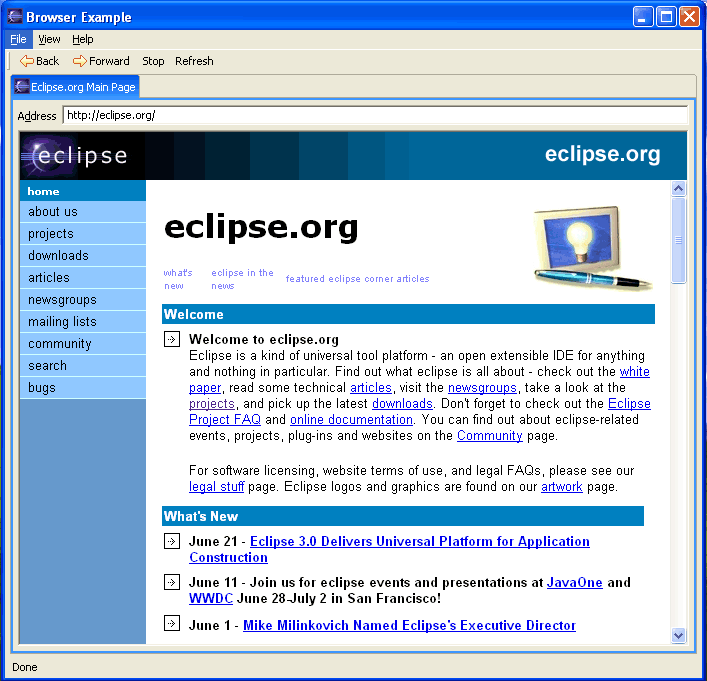 Browser Example
File View Help
Back Forward Stop Refresh
Eclipse.org Main Page
Address http://eclipse.org/
eclipse
eclipse.org
home
about us
projects
downloads
articles
newsgroups
mailing lists
community
search
bugs
eclipse.org
what's new
eclipse in the news
featured eclipse corner articles
Welcome
Welcome to eclipse.org
Eclipse is a kind of universal tool platform - an open extensible IDE for anything
and nothing in particular. Find out what eclipse is all about - check out the white
paper, read some technical articles, visit the newsgroups, take a look at the
projects, and pick up the latest downloads. Don't forget to check out the Eclipse
Project FAQ and online documentation. You can find out about eclipse-related
events, projects, plug-ins and websites on the Community page.
For software licensing, website terms of use, and legal FAQs, please see our
legal stuff page. Eclipse logos and graphics are found on our artwork page.
What's New
June 21 - Eclipse 3.0 Delivers Universal Platform for Application
Construction
June 11 - Join us for eclipse events and presentations at JavaOne and
WWDC June 28-July 2 in San Francisco!
June 1 - Mike Milinkovich Named Eclipse's Executive Director
Done